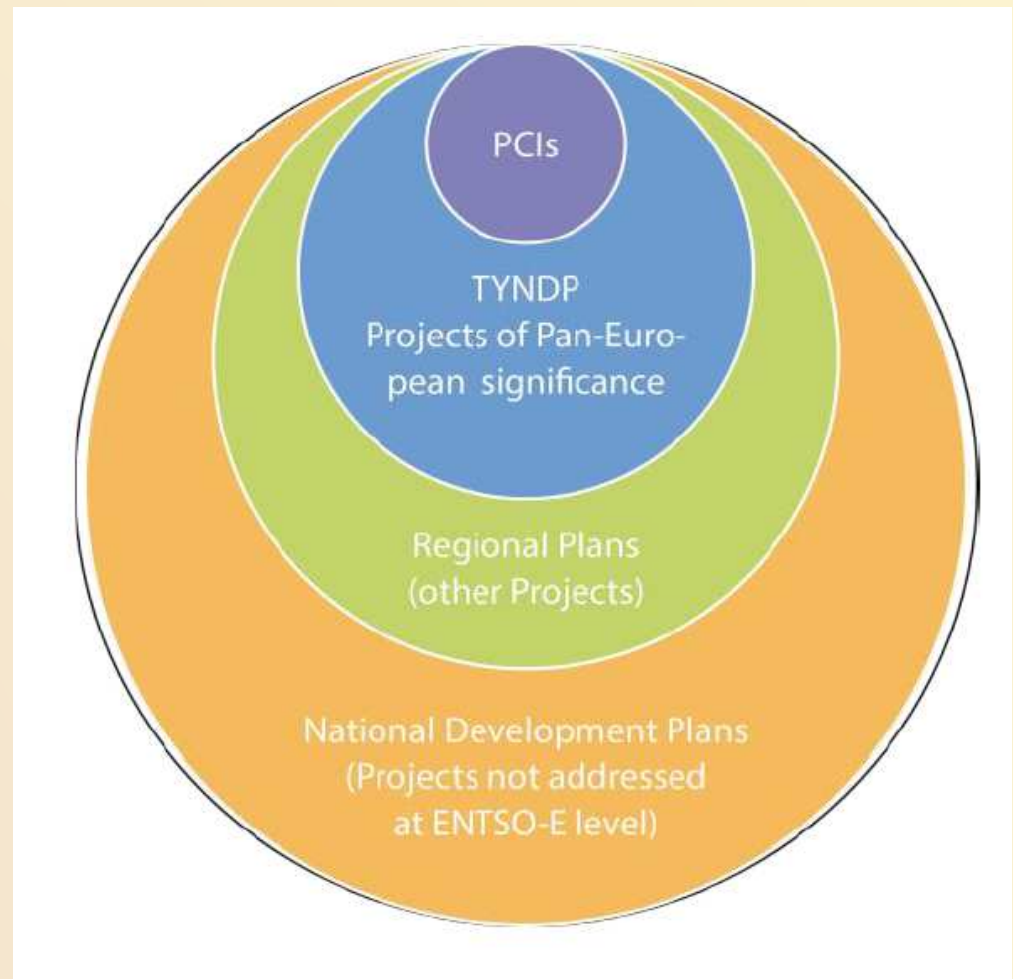 PCIs
TYNDP
Projects of Pan-Euro-
pean significance
Regional Plans
(other Projects)
National Development Plans
(Projects not addressed
at ENTSO-E level)